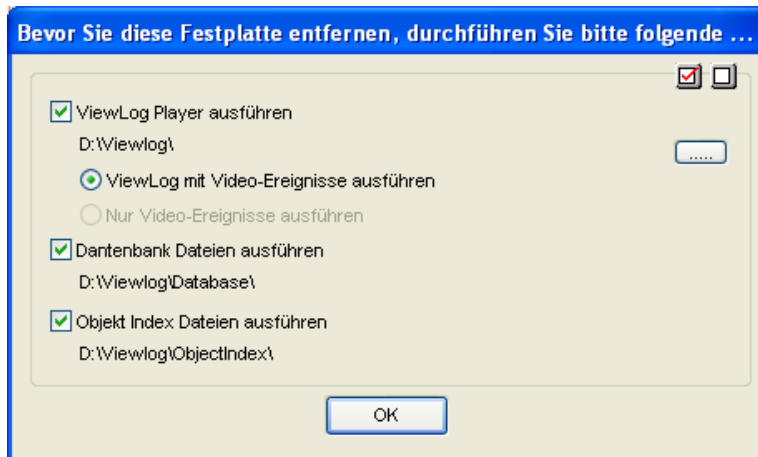 Bevor Sie diese Festplatte entfernen, durchführen Sie bitte folgende ...
ViewLog Player ausführen
D:\Viewlog\
.....
ViewLog mit Video-Ereignisse ausführen
Nur Video-Ereignisse ausführen
Dantenbank Dateien ausführen
D:\Viewlog\Database\
Objekt Index Dateien ausführen
D:\Viewlog\ObjectIndex\
OK